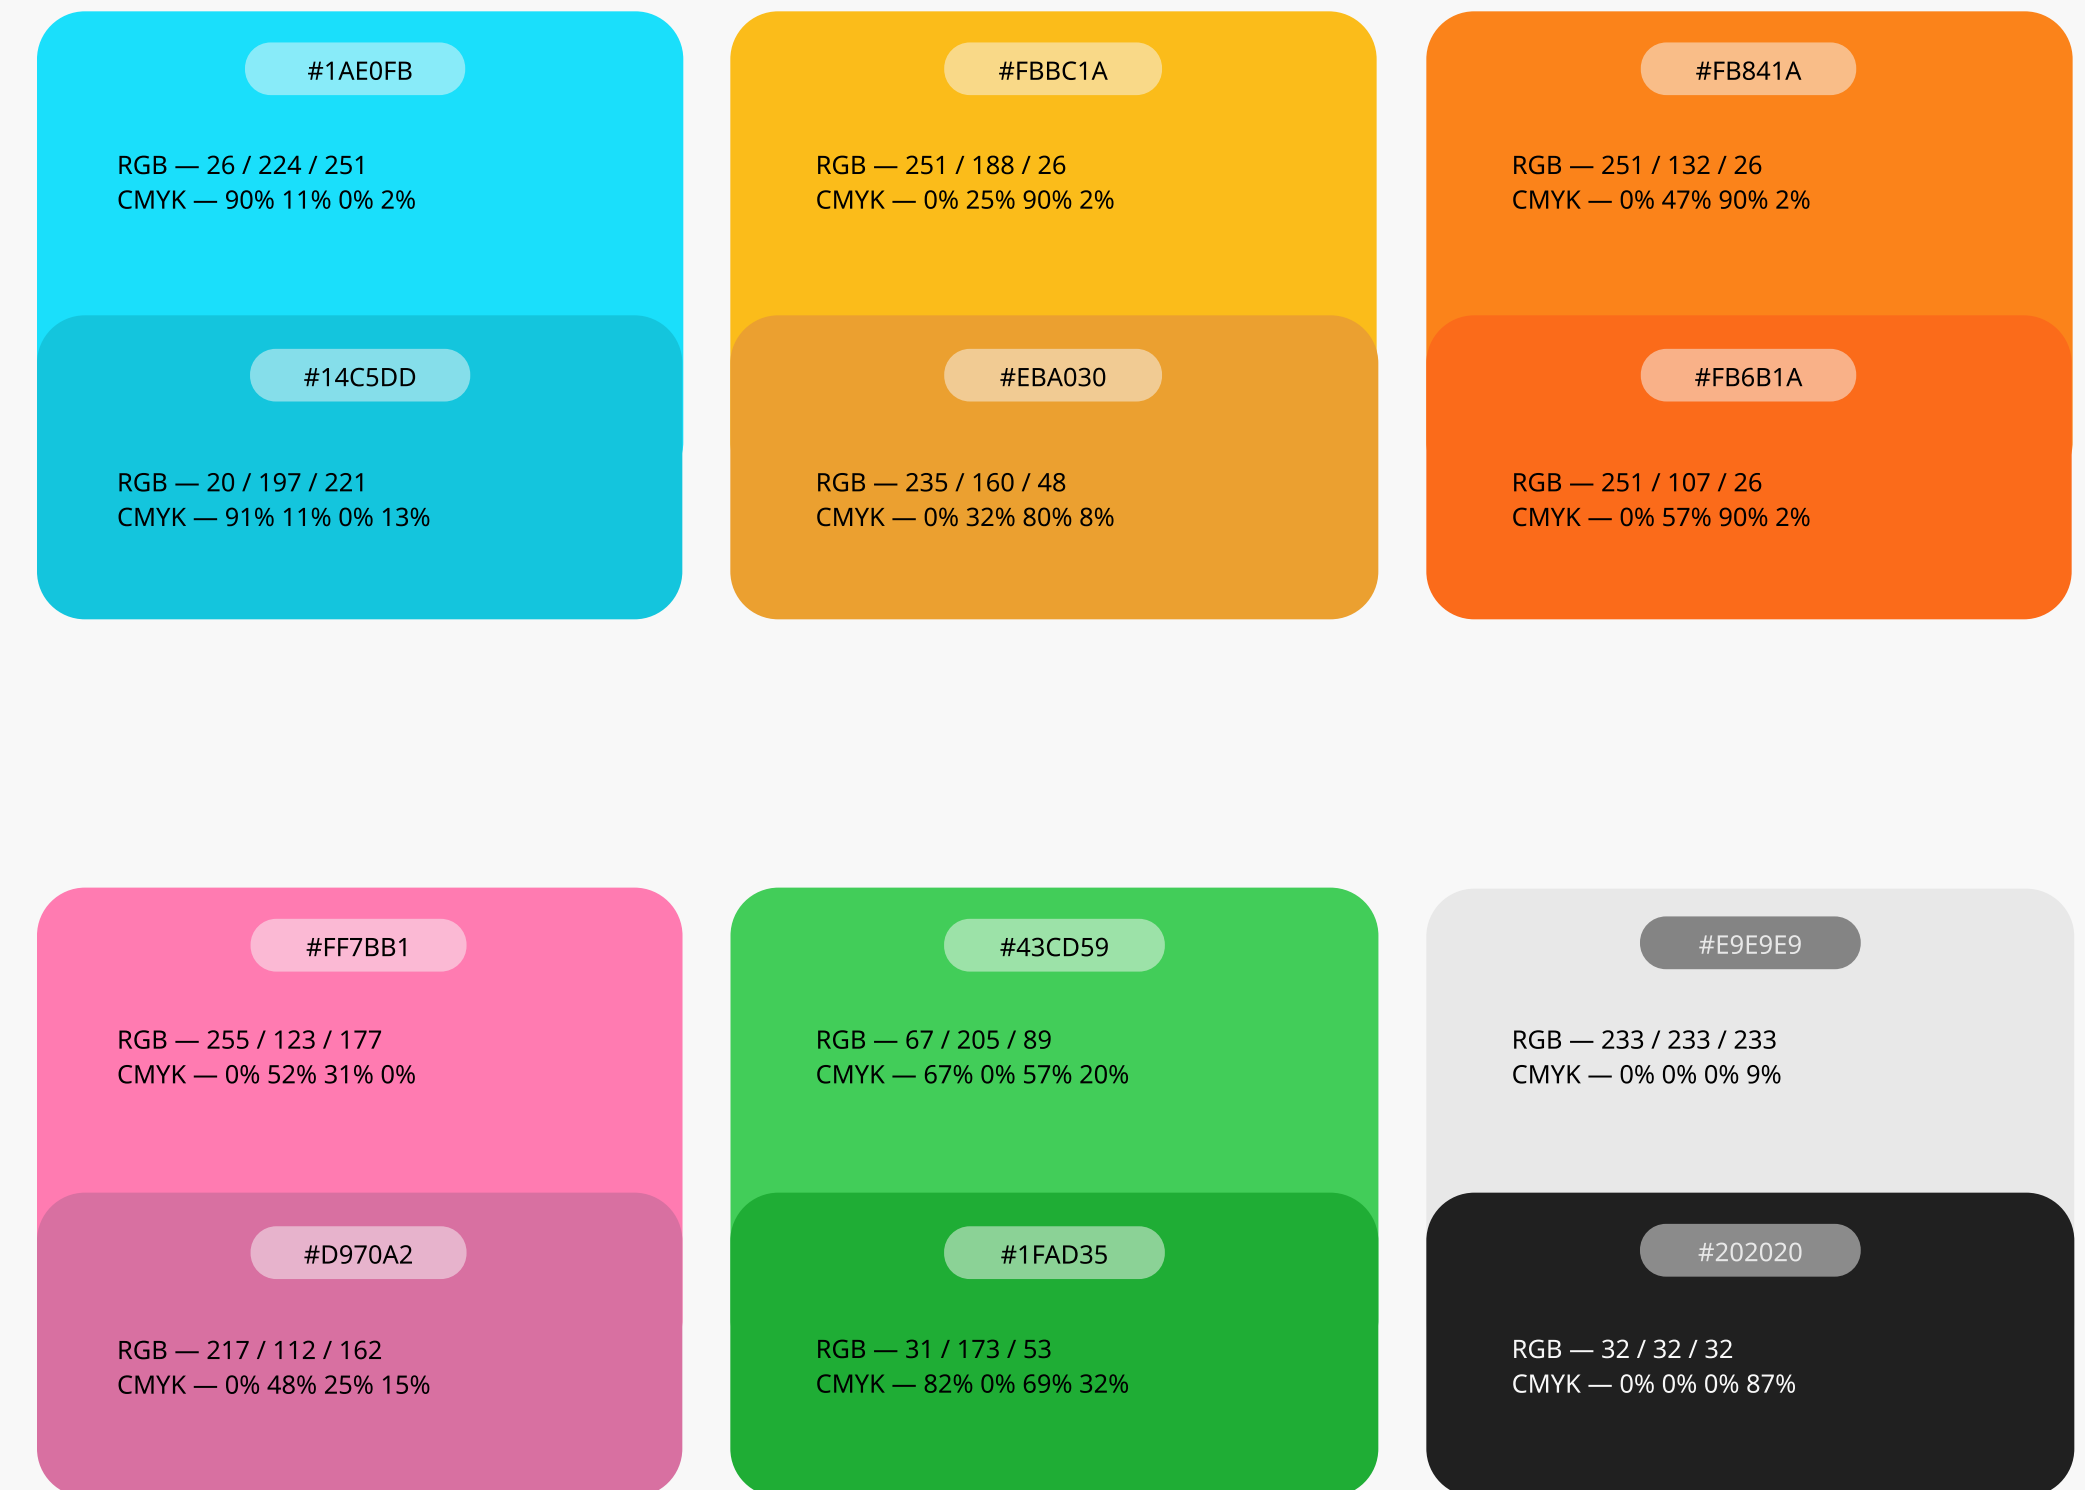 #1AE0FB
RGB — 26 / 224 / 251
CMYK — 90% 11% 0% 2%
#14C5DD
RGB — 20 / 197 / 221
CMYK — 91% 11% 0% 13%
#FBBC1A
RGB — 251 / 188 / 26
CMYK — 0% 25% 90% 2%
#EBA030
RGB — 235 / 160 / 48
CMYK — 0% 32% 80% 8%
#FB841A
RGB — 251 / 132 / 26
CMYK — 0% 47% 90% 2%
#FB6B1A
RGB — 251 / 107 / 26
CMYK — 0% 57% 90% 2%
#FF7BB1
RGB — 255 / 123 / 177
CMYK — 0% 52% 31% 0%
#D970A2
RGB — 217 / 112 / 162
CMYK — 0% 48% 25% 15%
#43CD59
RGB — 67 / 205 / 89
CMYK — 67% 0% 57% 20%
#1FAD35
RGB — 31 / 173 / 53
CMYK — 82% 0% 69% 32%
#E9E9E9
RGB — 233 / 233 / 233
CMYK — 0% 0% 0% 9%
#202020
RGB — 32 / 32 / 32
CMYK — 0% 0% 0% 87%